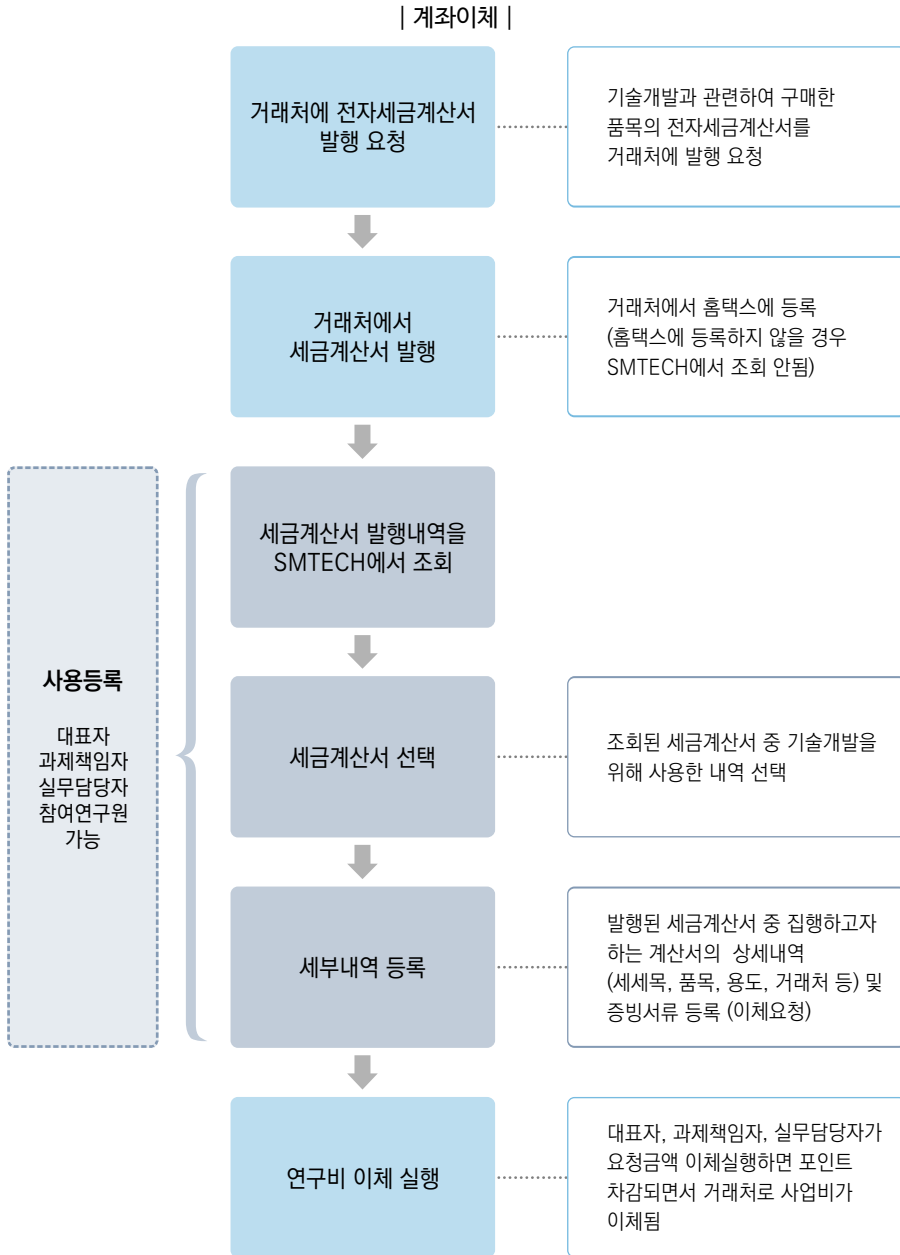 | 계좌이체 |
거래처에 전자세금계산서
발행 요청
기술개발과 관련하여 구매한
품목의 전자세금계산서를
거래처에 발행 요청
거래처에서
세금계산서 발행
거래처에서 홈택스에 등록
(홈택스에 등록하지 않을 경우
SMTECH에서 조회 안됨)
사용등록
대표자
과제책임자
실무담당자
참여연구원
가능
세금계산서 발행내역을
SMTECH에서 조회
세금계산서 선택
조회된 세금계산서 중 기술개발을
위해 사용한 내역 선택
세부내역 등록
발행된 세금계산서 중 집행하고자
하는 계산서의 상세내역
(세세목, 품목, 용도, 거래처 등) 및
증빙서류 등록 (이체요청)
연구비 이체 실행
대표자, 과제책임자, 실무담당자가
요청금액 이체실행하면 포인트
차감되면서 거래처로 사업비가
이체됨